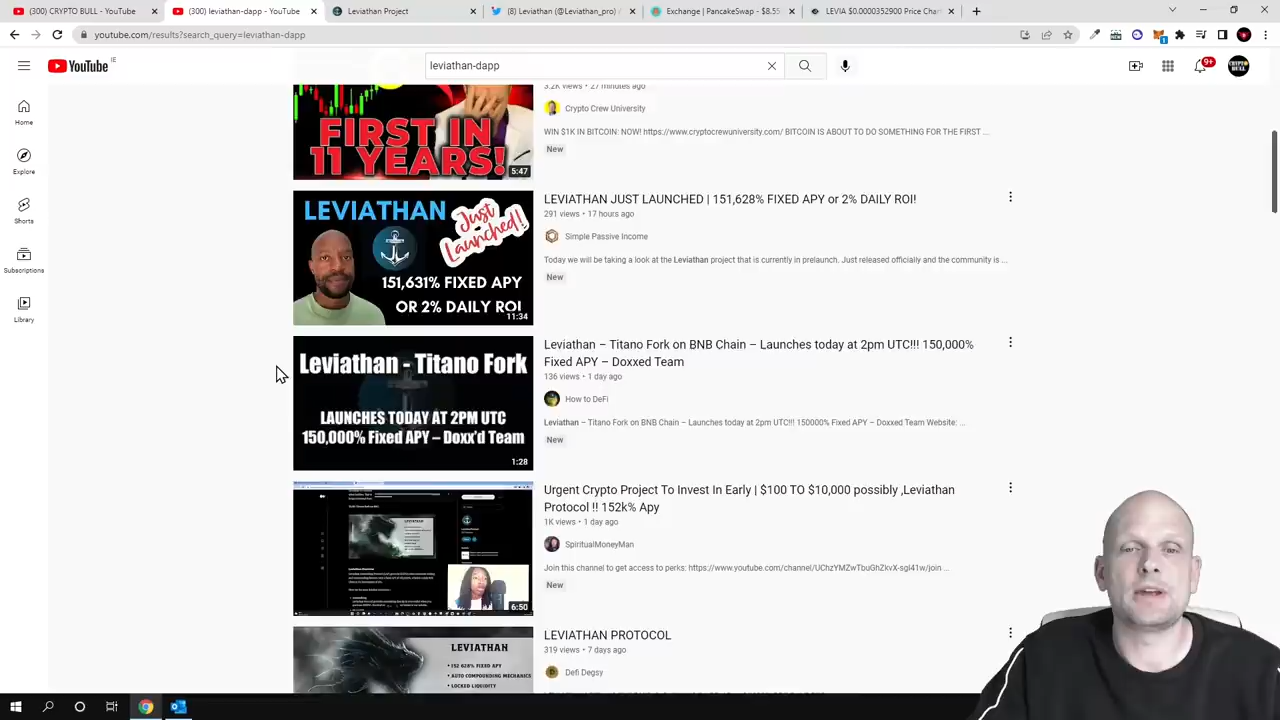 (300) CRYPTO BULL - YouTube
(300) leviathan-dapp - YouTube
Leviathan Project
(8) Leviathan (@Leviathan_pro) /
Exchange | PancakeSwap - $8.55
LEVIA $0.0000352900 Price Chart
youtube.com/results?search_query=leviathan-dapp
1
YouTube
IE
leviathan-dapp
9+
CRYPTO BULL
Home
Explore
Shorts
Subscriptions
Library
FIRST IN
11 YEARS!
5:47
3.2K views • 27 minutes ago
Crypto Crew University
WIN $1K IN BITCOIN: NOW! https://www.cryptocrewuniversity.com/ BITCOIN IS ABOUT TO DO SOMETHING FOR THE FIRST ...
New
LEVIATHAN
Just
Launched!
151,631% FIXED APY
OR 2% DAILY ROI
11:34
LEVIATHAN JUST LAUNCHED | 151,628% FIXED APY or 2% DAILY ROI!
291 views • 17 hours ago
Simple Passive Income
Today we will be taking a look at the Leviathan project that is currently in prelaunch. Just released officially and the community is ...
New
Leviathan - Titano Fork
LAUNCHES TODAY AT 2PM UTC
150,000% Fixed APY – Doxx'd Team
1:28
Leviathan – Titano Fork on BNB Chain – Launches today at 2pm UTC!!! 150,000%
Fixed APY – Doxxed Team
136 views • 1 day ago
How to DeFi
Leviathan – Titano Fork on BNB Chain – Launches today at 2pm UTC!!! 150000% Fixed APY – Doxxed Team Website: ...
New
6:50
Urgent Crypto Project To Invest In Early | $100 TO $10,000 possibly ,Leviathan
Protocol !! 152k% Apy
1K views • 1 day ago
SpiritualMoneyMan
Join this channel to get access to perks: https://www.youtube.com/channel/UChzYMZwTbuGhZkvX-sgI41w/join ...
New
LEVIATHAN
• 152 628% FIXED APY
• AUTO COMPOUNDING MECHANICS
• LOCKED LIQUIDITY
LEVIATHAN PROTOCOL
319 views • 7 days ago
Defi Degsy